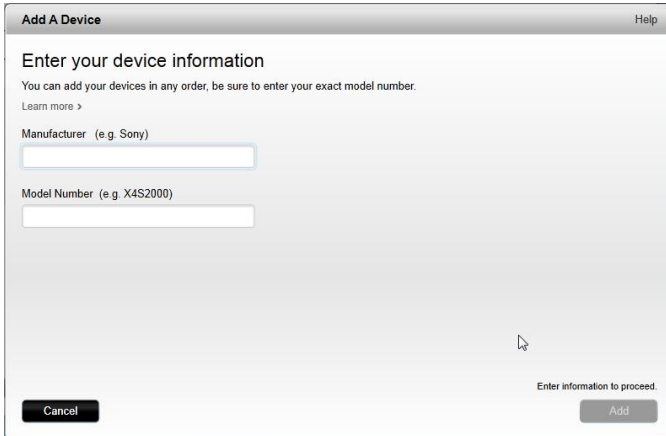 Add A Device
Help
Enter your device information
You can add your devices in any order, be sure to enter your exact model number.
Learn more >
Manufacturer (e.g. Sony)
Model Number (e.g. X4S2000)
Enter information to proceed.
Cancel
Add